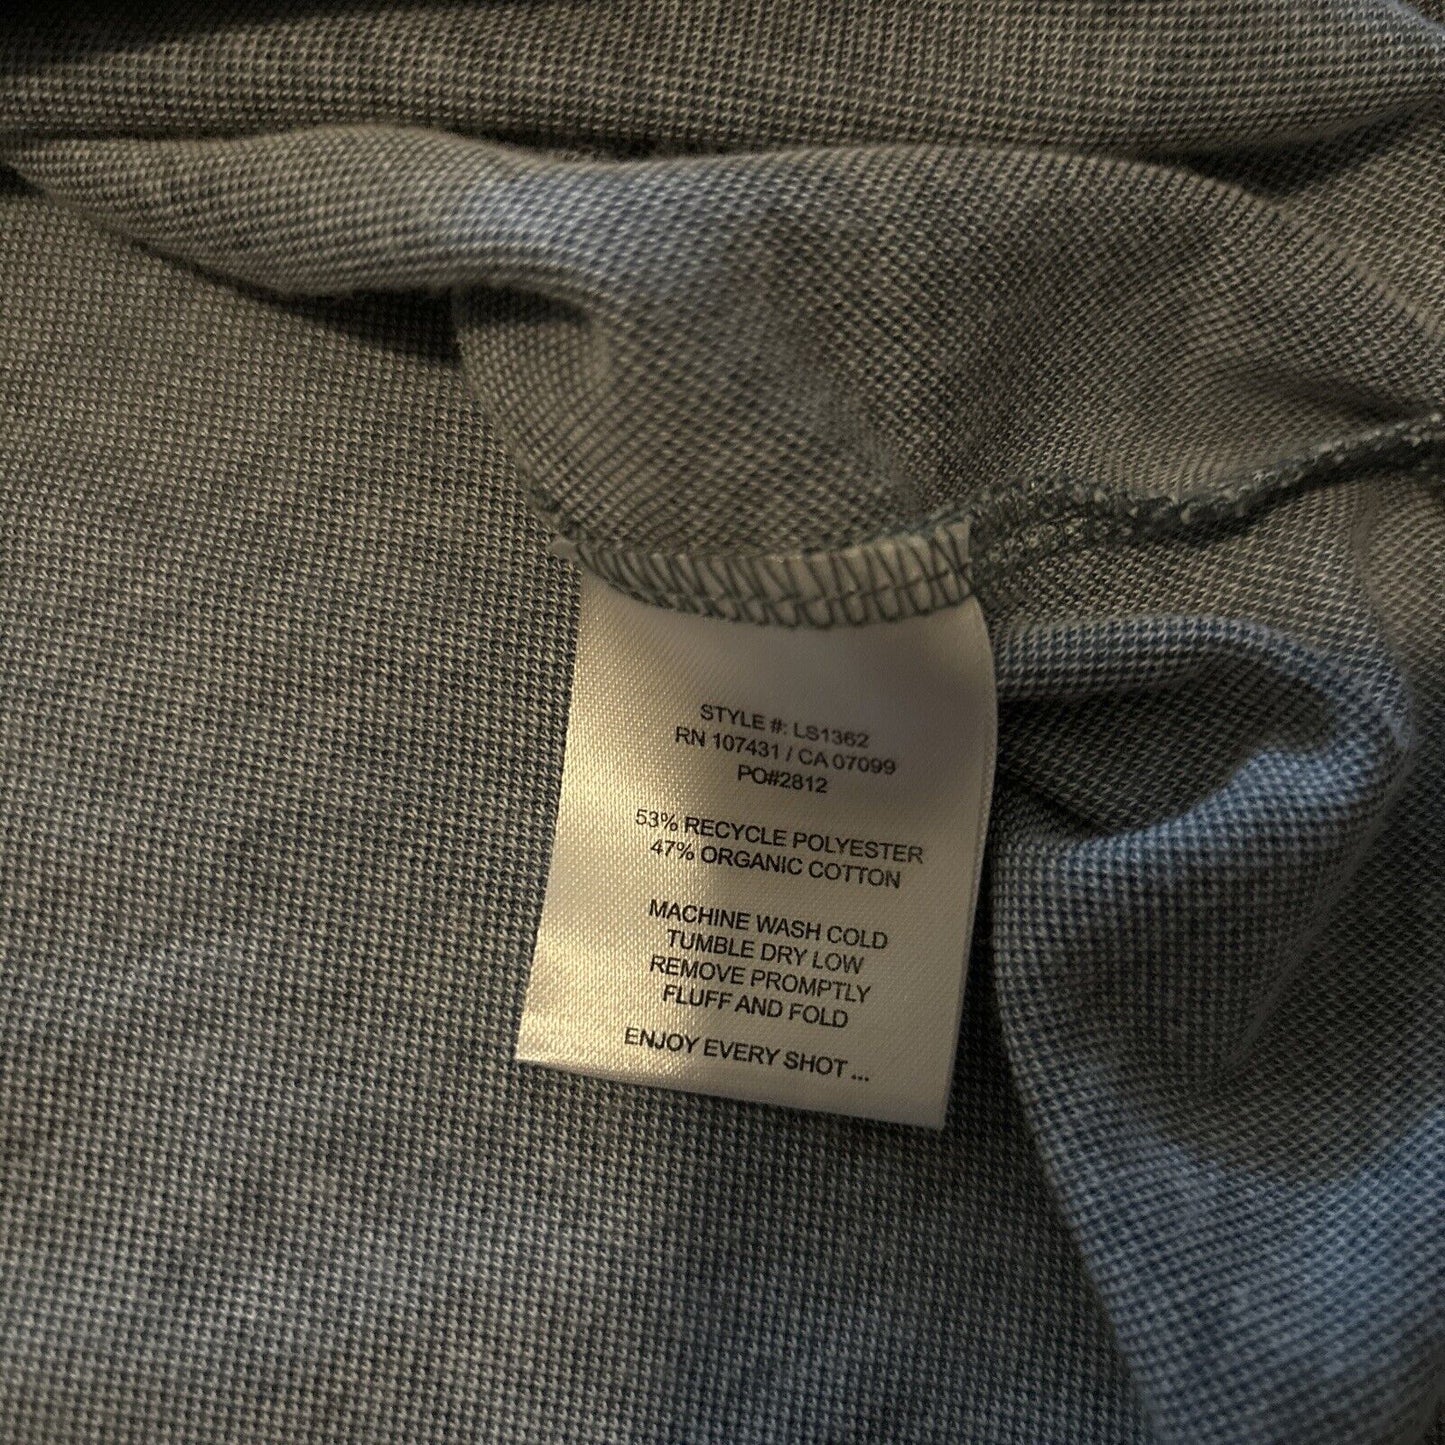 STYLE #: LS1362
RN 107431 / CA 07099
PO#2812
53% RECYCLE POLYESTER
47% ORGANIC COTTON
MACHINE WASH COLD
TUMBLE DRY LOW
REMOVE PROMPTLY
FLUFF AND FOLD
ENJOY EVERY SHOT ...